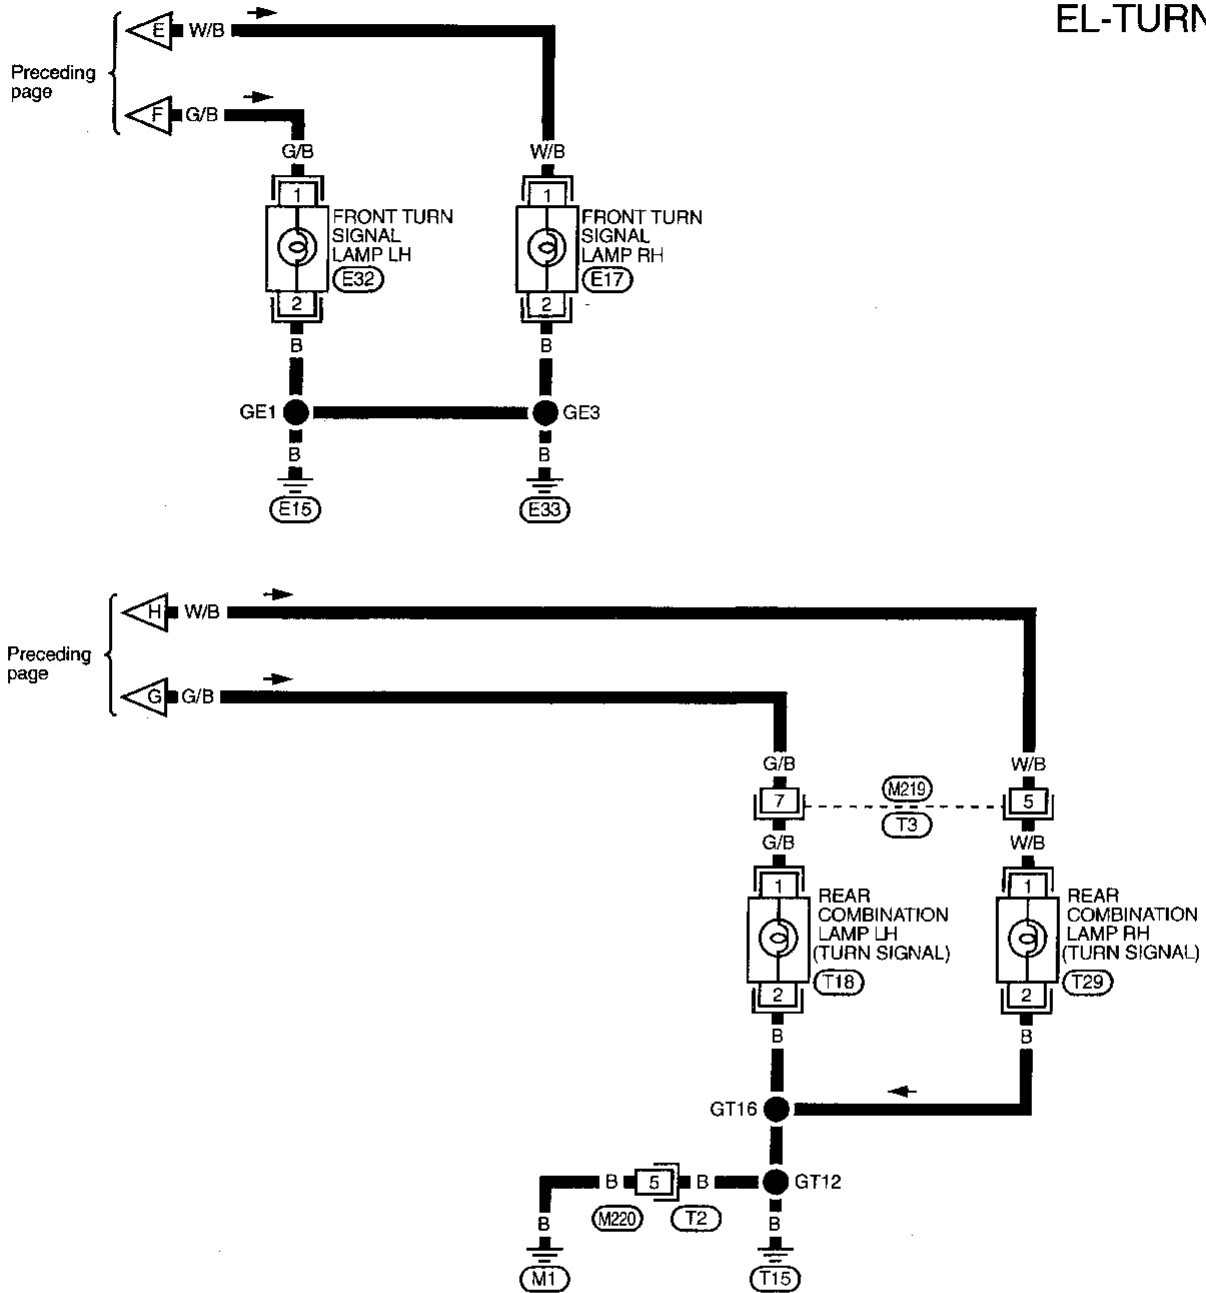 EL-TURN
E W/B
Preceding
page
F G/B
G/B
W/B
1
1
FRONT TURN
SIGNAL
LAMP LH
E32
FRONT TURN
SIGNAL
LAMP RH
E17
2
2
B
B
GE1
GE3
B
B
E15
E33
H W/B
Preceding
page
G G/B
G/B
W/B
7
M219
T3
5
G/B
W/B
1
1
REAR
COMBINATION
LAMP LH
(TURN SIGNAL)
T18
REAR
COMBINATION
LAMP RH
(TURN SIGNAL)
T29
2
2
B
B
GT16
B 5 B
GT12
M220
T2
B
B
M1
T15